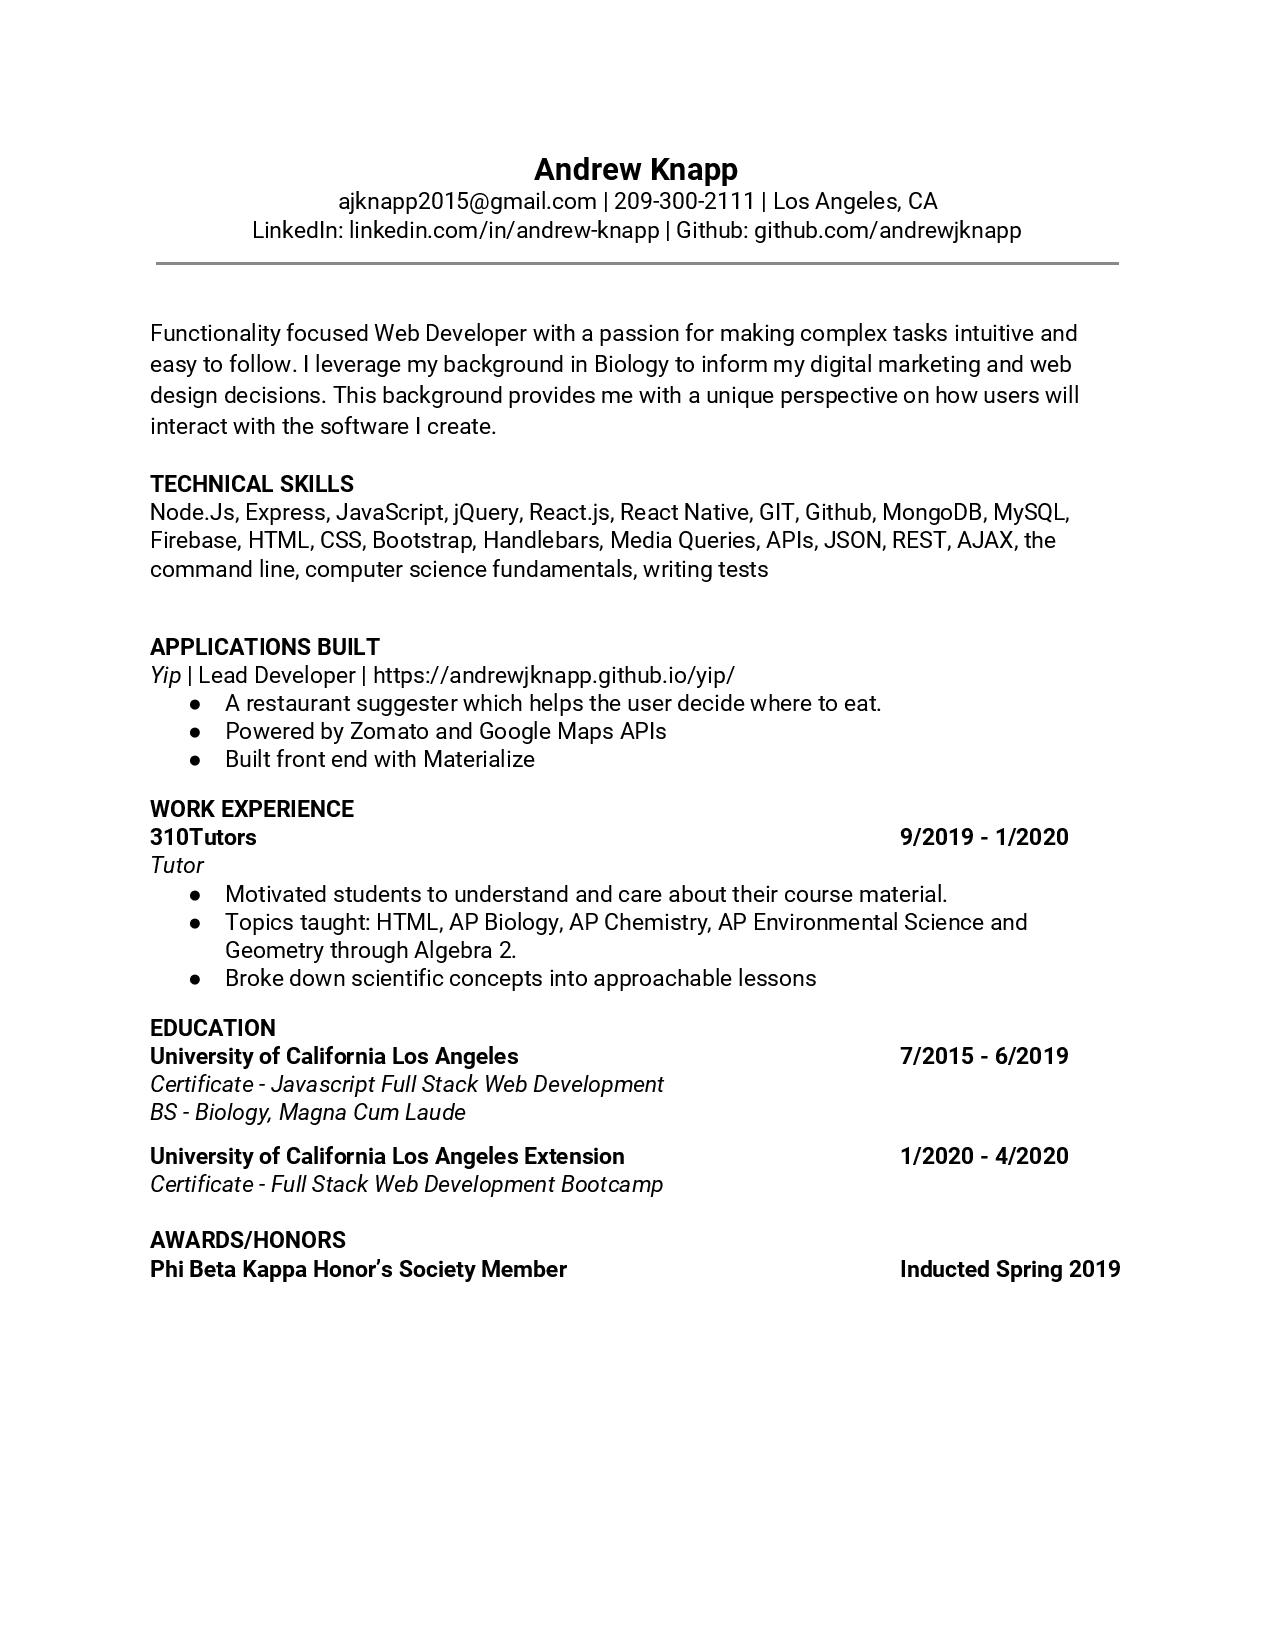 Andrew Knapp
ajknapp2015@gmail.com | 209-300-2111 | Los Angeles, CA
LinkedIn: linkedin.com/in/andrew-knapp | Github: github.com/andrewjknapp
Functionality focused Web Developer with a passion for making complex tasks intuitive and
easy to follow. I leverage my background in Biology to inform my digital marketing and web
design decisions. This background provides me with a unique perspective on how users will
interact with the software I create.
TECHNICAL SKILLS
Node.Js, Express, JavaScript, jQuery, React.js, React Native, GIT, Github, MongoDB, MySQL,
Firebase, HTML, CSS, Bootstrap, Handlebars, Media Queries, APIs, JSON, REST, AJAX, the
command line, computer science fundamentals, writing tests
APPLICATIONS BUILT
Yip | Lead Developer | https://andrewjknapp.github.io/yip/
● A restaurant suggester which helps the user decide where to eat.
● Powered by Zomato and Google Maps APIs
● Built front end with Materialize
WORK EXPERIENCE
310Tutors 9/2019 - 1/2020
Tutor
● Motivated students to understand and care about their course material.
● Topics taught: HTML, AP Biology, AP Chemistry, AP Environmental Science and
Geometry through Algebra 2.
● Broke down scientific concepts into approachable lessons
EDUCATION
University of California Los Angeles 7/2015 - 6/2019
Certificate - Javascript Full Stack Web Development
BS - Biology, Magna Cum Laude
University of California Los Angeles Extension 1/2020 - 4/2020
Certificate - Full Stack Web Development Bootcamp
AWARDS/HONORS
Phi Beta Kappa Honor’s Society Member Inducted Spring 2019